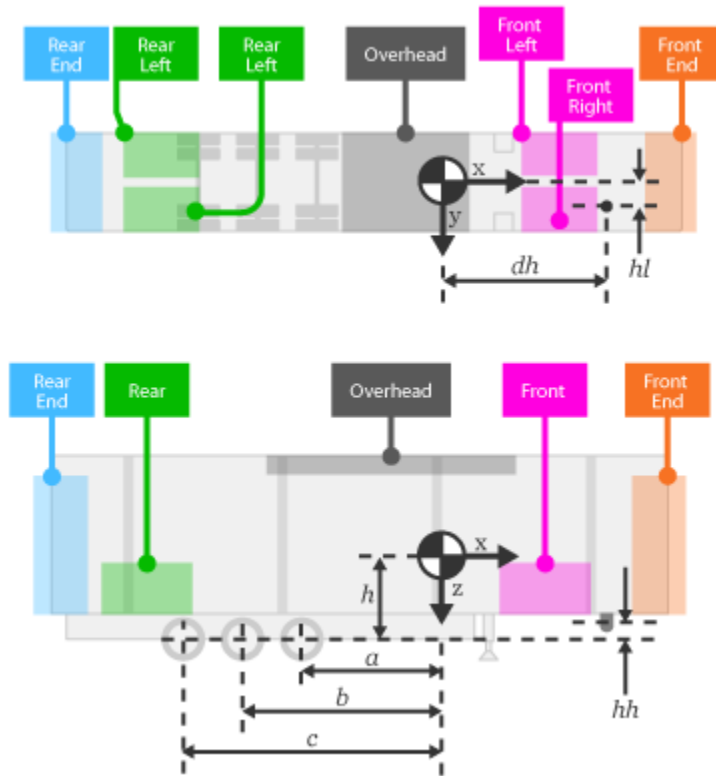 Rear
End
Rear
Left
Rear
Left
Overhead
Front
Left
Front
Right
Front
End
x
y
dh
hl
Rear
End
Rear
Overhead
Front
Front
End
x
z
h
a
b
c
hh